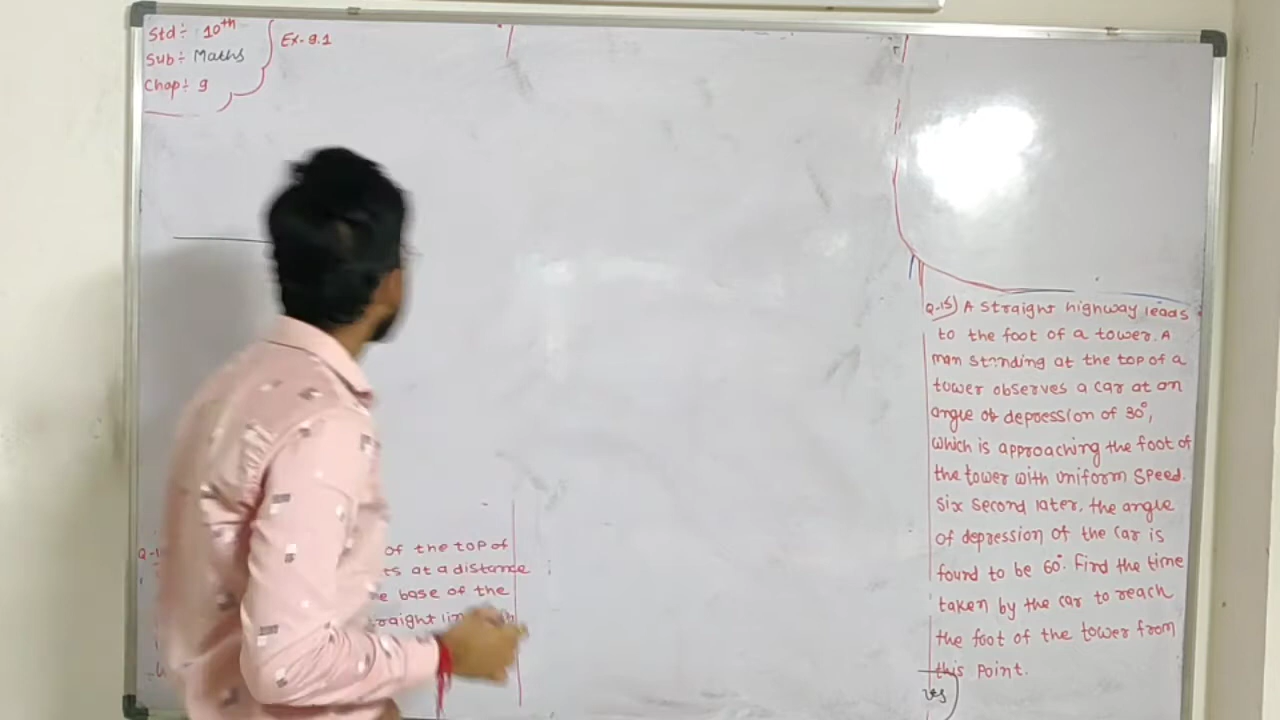 Std÷ 10th
Sub÷ Maths
Chap÷ 9
Ex-9.1
of the top of
ts at a distance
e base of the
raight lin
Q-15) A straight highway leads
to the foot of a tower. A
man standing at the top of a
tower observes a car at an
angle of depression of 30°,
which is approaching the foot of
the tower with uniform speed.
Six second later, the angle
of depression of the car is
found to be 60°. Find the time
taken by the car to reach
the foot of the tower from
this point.